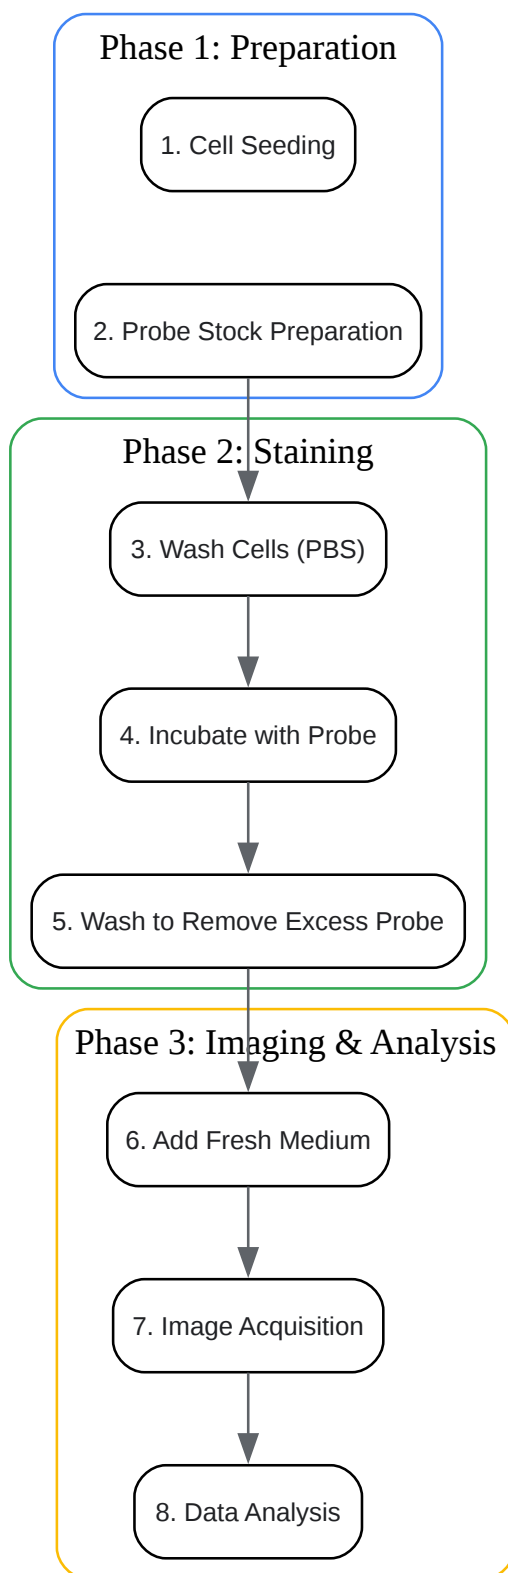 Phase 1: Preparation
1. Cell Seeding
2. Probe Stock Preparation
Phase 2: Staining
3. Wash Cells (PBS)
4. Incubate with Probe
5. Wash to Remove Excess Probe
Phase 3: Imaging & Analysis
6. Add Fresh Medium
7. Image Acquisition
8. Data Analysis